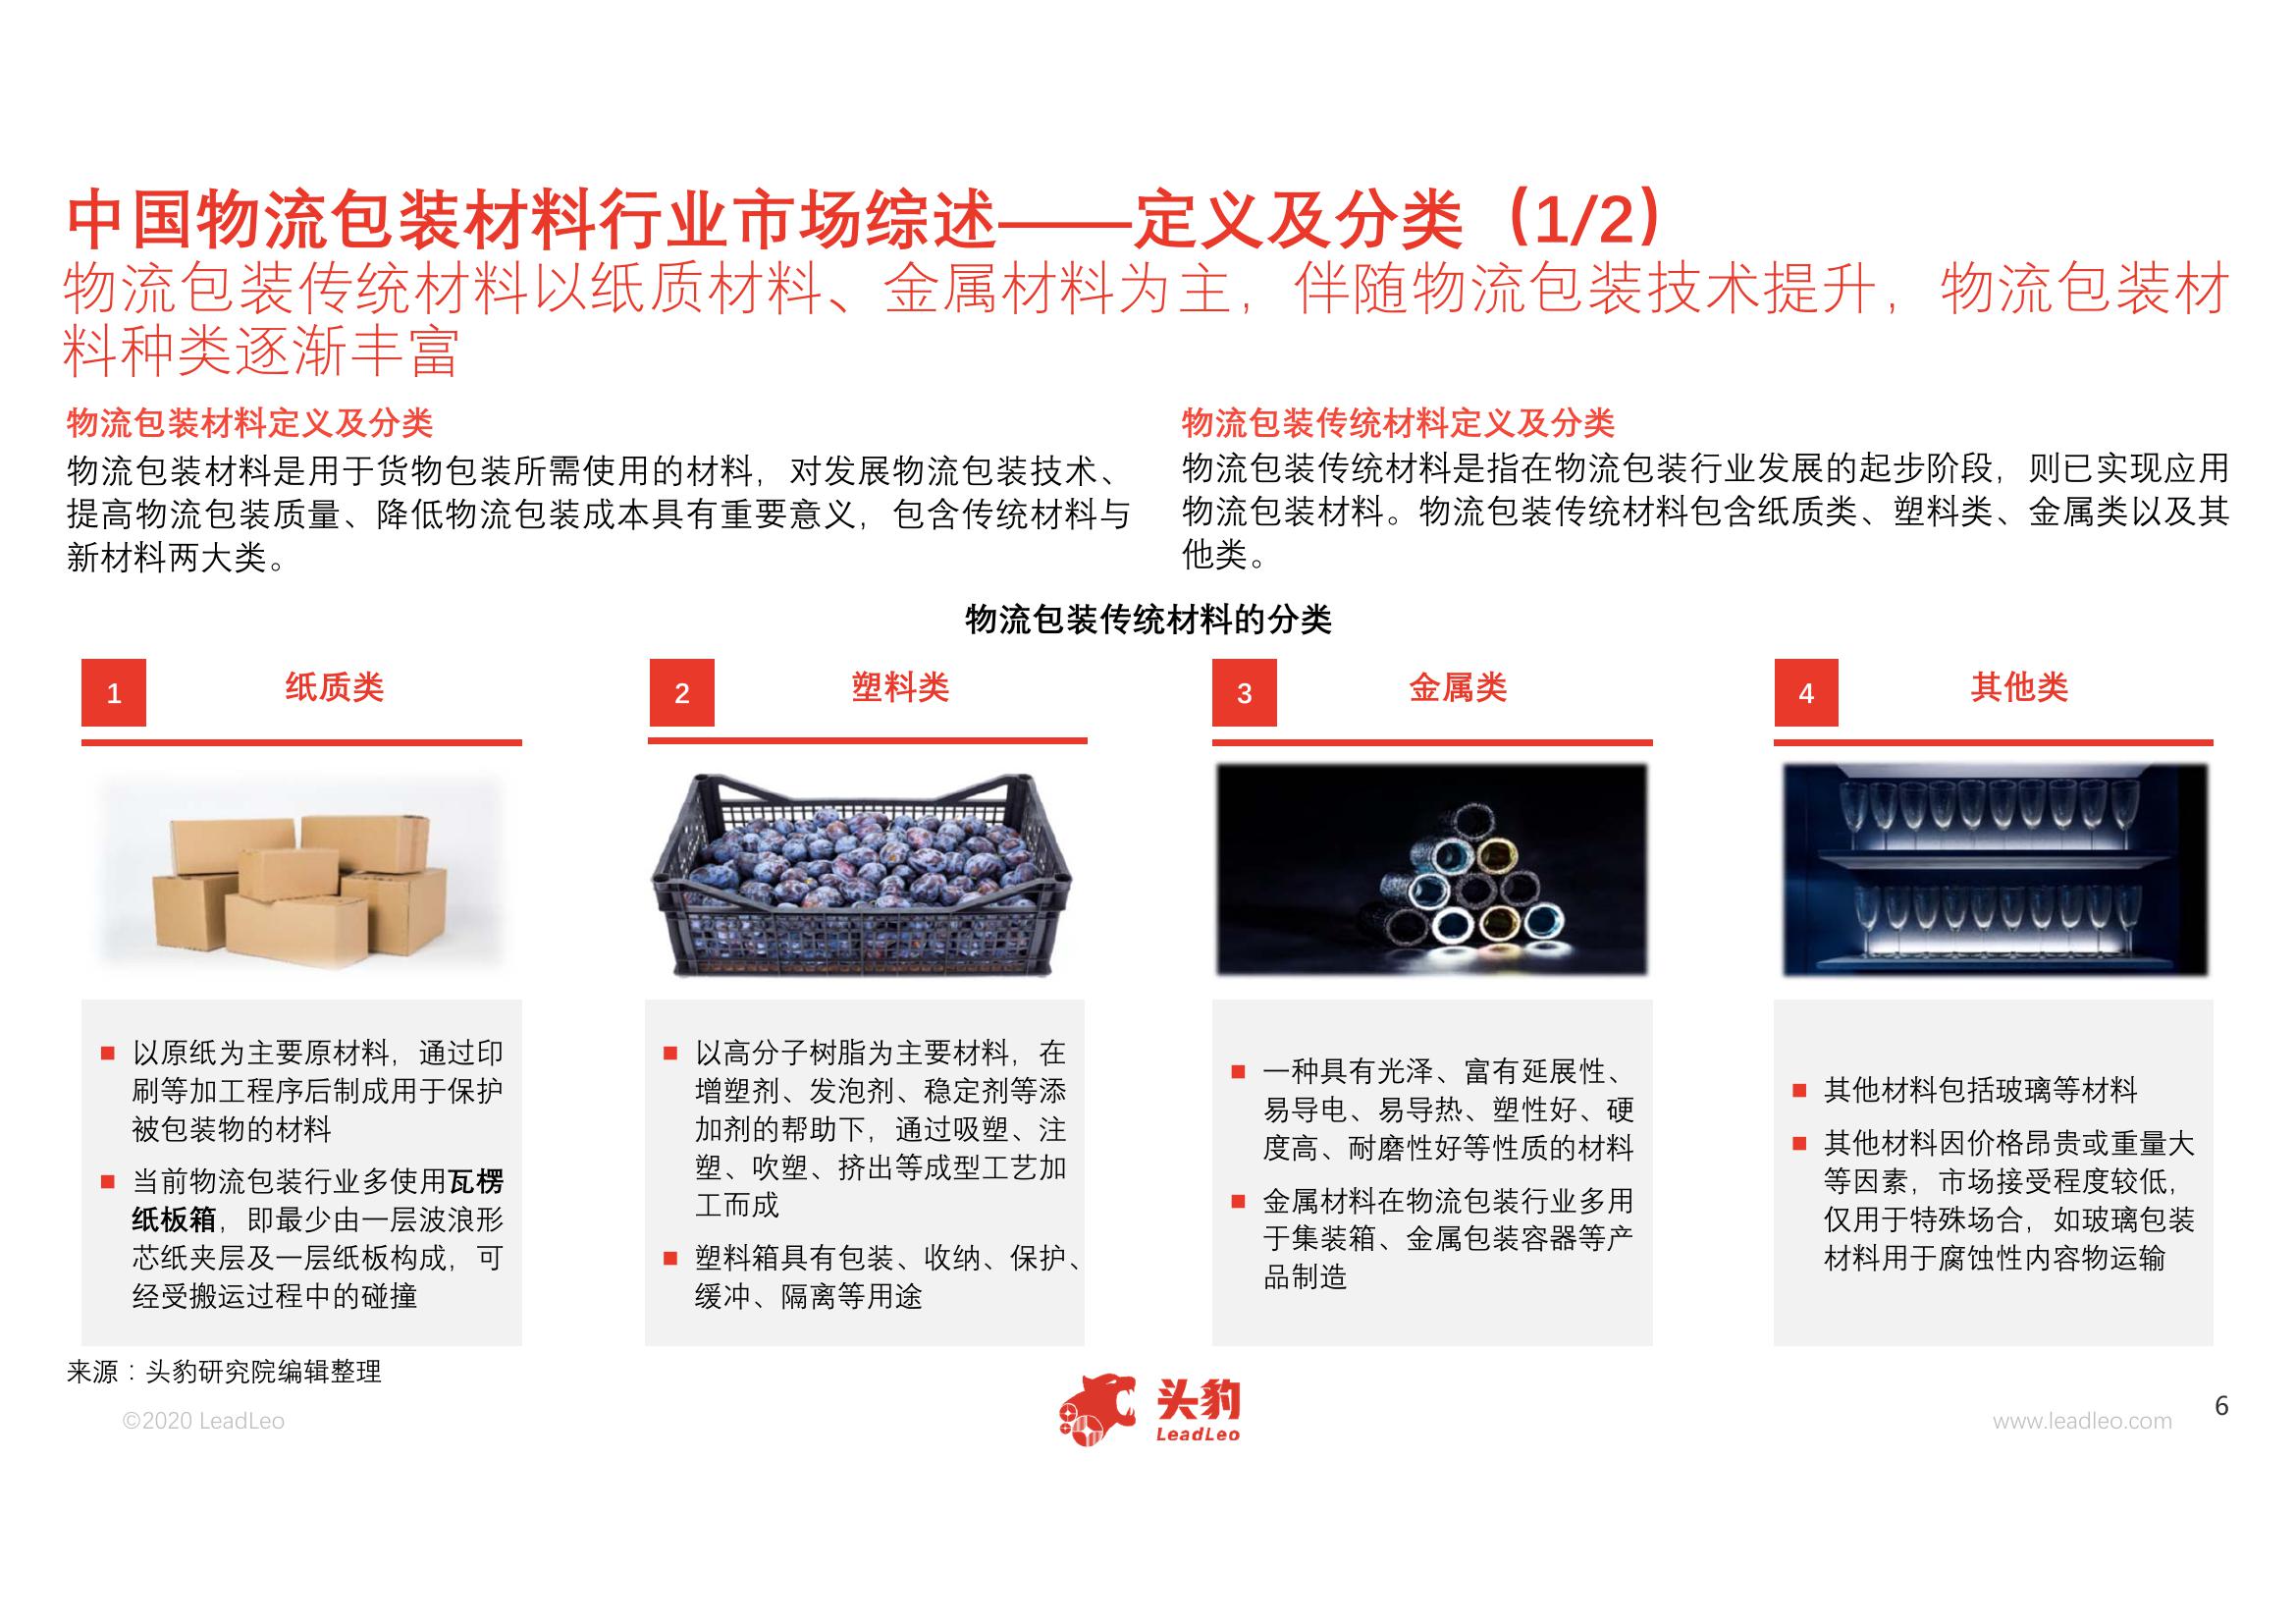 中国物流包装材料行业市场综述——定义及分类（1/2）
物流包装传统材料以纸质材料、金属材料为主，伴随物流包装技术提升，物流包装材
料种类逐渐丰富
物流包装材料定义及分类
物流包装材料是用于货物包装所需使用的材料，对发展物流包装技术、
提高物流包装质量、降低物流包装成本具有重要意义，包含传统材料与
新材料两大类。
物流包装传统材料定义及分类
物流包装传统材料是指在物流包装行业发展的起步阶段，则已实现应用
物流包装材料。物流包装传统材料包含纸质类、塑料类、金属类以及其
他类。
物流包装传统材料的分类
1
纸质类
以原纸为主要原材料，通过印
刷等加工程序后制成用于保护
被包装物的材料
当前物流包装行业多使用瓦楞
纸板箱，即最少由一层波浪形
芯纸夹层及一层纸板构成，可
经受搬运过程中的碰撞
2
塑料类
以高分子树脂为主要材料，在
增塑剂、发泡剂、稳定剂等添
加剂的帮助下，通过吸塑、注
塑、吹塑、挤出等成型工艺加
工而成
塑料箱具有包装、收纳、保护、
缓冲、隔离等用途
3
金属类
一种具有光泽、富有延展性、
易导电、易导热、塑性好、硬
度高、耐磨性好等性质的材料
金属材料在物流包装行业多用
于集装箱、金属包装容器等产
品制造
4
其他类
其他材料包括玻璃等材料
其他材料因价格昂贵或重量大
等因素，市场接受程度较低，
仅用于特殊场合，如玻璃包装
材料用于腐蚀性内容物运输
来源：头豹研究院编辑整理
©2020 LeadLeo
头豹
LeadLeo
www.leadleo.com
6